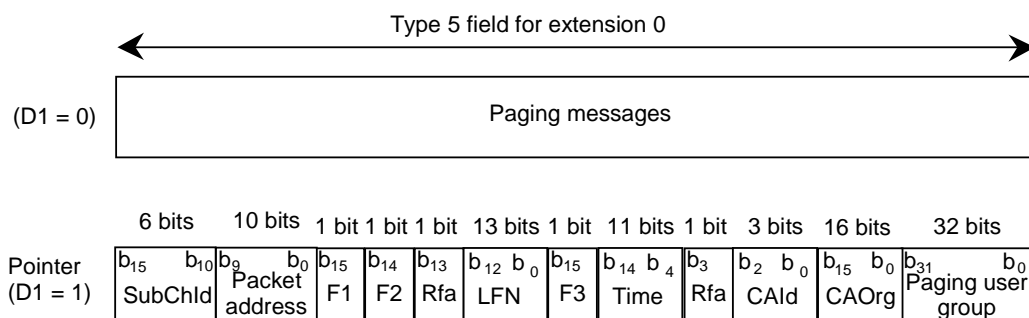 Type 5 field for extension 0
(D1 = 0)
Paging messages
6 bits 10 bits 1 bit 1 bit 1 bit 13 bits 1 bit 11 bits 1 bit 3 bits 16 bits 32 bits
Pointer
(D1 = 1)
b15 b10 b9 b0 b15 b14 b13 b12 b0 b15 b14 b4 b3 b2 b0 b15 b0 b31 b0
SubChId Packet address F1 F2 Rfa LFN F3 Time Rfa CAId CAOrg Paging user group